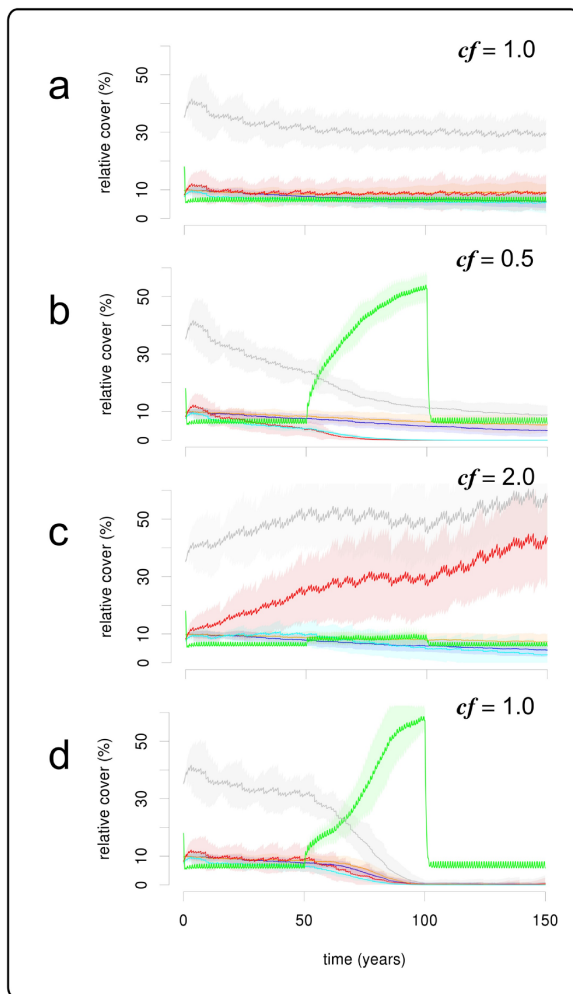 cf = 1.0
a
relative cover (%)
50
30
10
0
cf = 0.5
b
relative cover (%)
50
30
10
0
cf = 2.0
c
relative cover (%)
50
30
10
0
cf = 1.0
d
relative cover (%)
50
30
10
0
0 50 100 150
time (years)